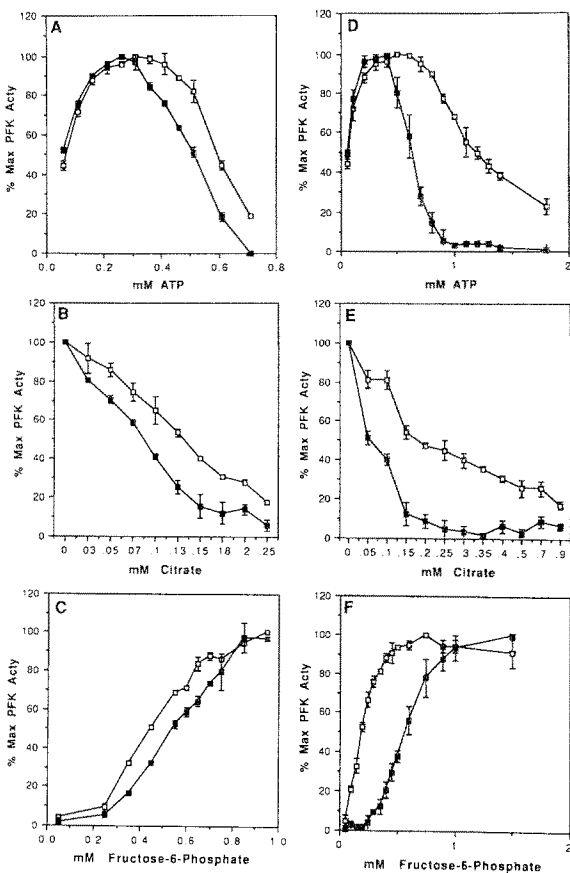 A
% Max PFK Acty
120
100
80
60
40
20
0
0.0 0.2 0.4 0.6 0.8
mM ATP
D
% Max PFK Acty
120
100
80
60
40
20
0
0 1 2
mM ATP
B
% Max PFK Acty
120
100
80
60
40
20
0
0 .03 .05 .07 .1 .13 .15 .18 .2 .25
mM Citrate
E
% Max PFK Acty
120
100
80
60
40
20
0
0 .05 .1 .15 .2 .25 .3 .35 .4 .5 .7 .9
mM Citrate
C
% Max PFK Acty
120
100
80
60
40
20
0
0.0 0.2 0.4 0.6 0.8 1.0
mM Fructose-6-Phosphate
F
% Max PFK Acty
120
100
80
60
40
20
0
0 1 2
mM Fructose-6-Phosphate